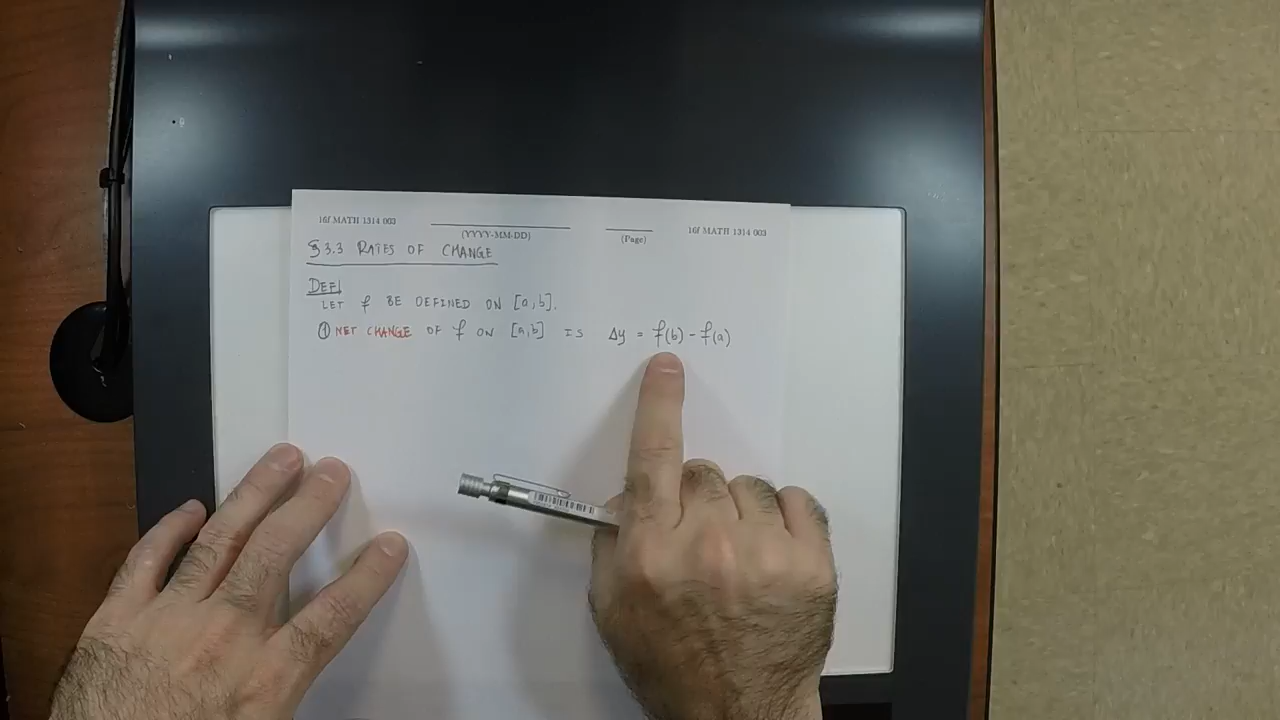 16f MATH 1314 003
(YYYY-MM-DD)
(Page)
16f MATH 1314 003
§3.3 RATES OF CHANGE
DEF!
LET f BE DEFINED ON [a,b].
① NET CHANGE OF f ON [a,b] IS Δy = f(b) - f(a)